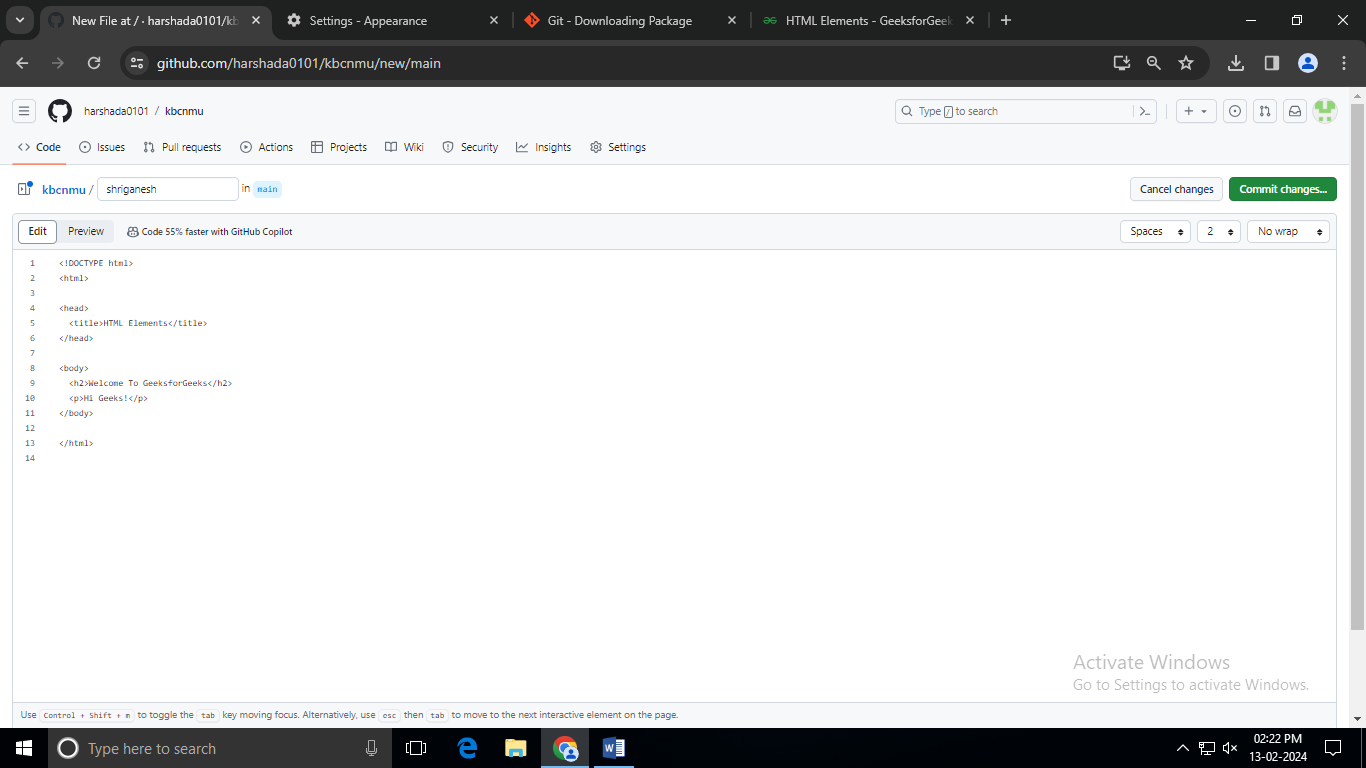 New File at / · harshada0101/kb
Settings - Appearance
Git - Downloading Package
HTML Elements - GeeksforGeek
github.com/harshada0101/kbcnmu/new/main
harshada0101 / kbcnmu
Type / to search
Code Issues Pull requests Actions Projects Wiki Security Insights Settings
kbcnmu / shriganesh in main
Cancel changes Commit changes...
Edit Preview Code 55% faster with GitHub Copilot Spaces 2 No wrap
1 <!DOCTYPE html>
2 <html>
3
4 <head>
5 <title>HTML Elements</title>
6 </head>
7
8 <body>
9 <h2>Welcome To GeeksforGeeks</h2>
10 <p>Hi Geeks!</p>
11 </body>
12
13 </html>
14
Activate Windows
Go to Settings to activate Windows.
Use Control + Shift + m to toggle the tab key moving focus. Alternatively, use esc then tab to move to the next interactive element on the page.
Type here to search
02:22 PM
13-02-2024